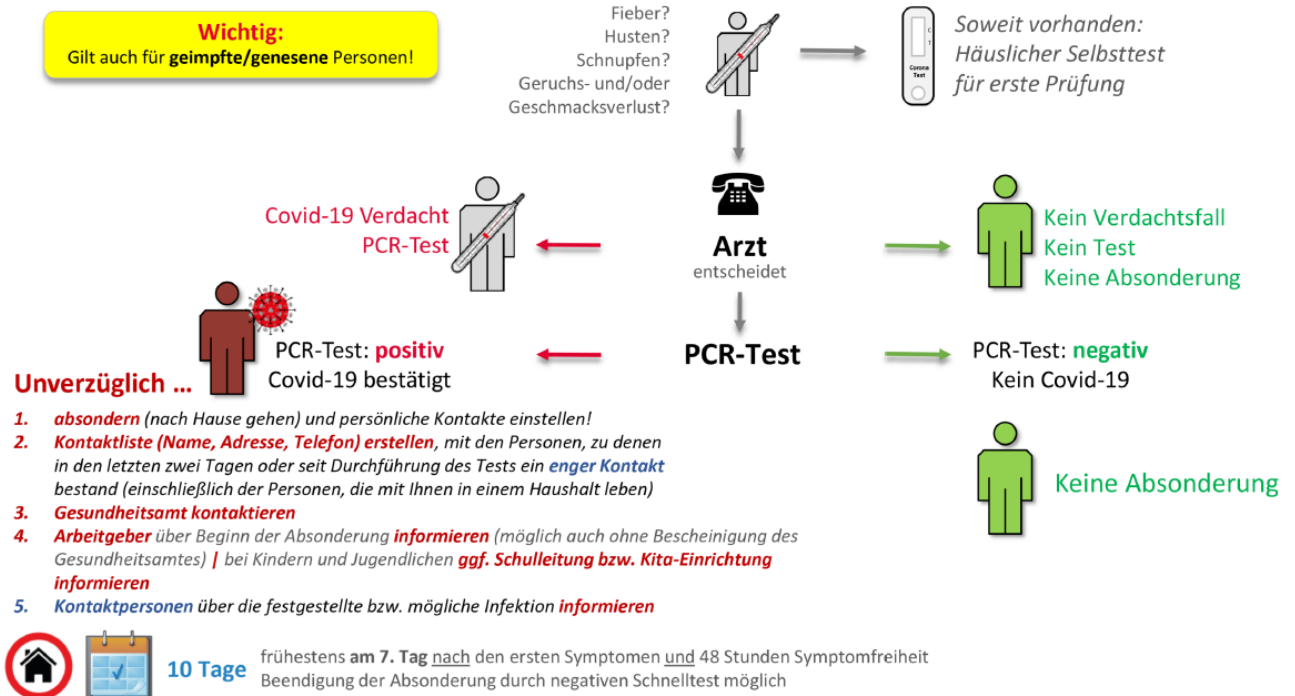 Wichtig:
Gilt auch für geimpfte/genesene Personen!
Fieber?
Husten?
Schnupfen?
Geruchs- und/oder
Geschmacksverlust?
C
T
Corona
Test
Soweit vorhanden:
Häuslicher Selbsttest
für erste Prüfung
Covid-19 Verdacht
PCR-Test
Arzt
entscheidet
Kein Verdachtsfall
Kein Test
Keine Absonderung
PCR-Test: positiv
Covid-19 bestätigt
PCR-Test
PCR-Test: negativ
Kein Covid-19
Unverzüglich ...
1. absondern (nach Hause gehen) und persönliche Kontakte einstellen!
2. Kontaktliste (Name, Adresse, Telefon) erstellen, mit den Personen, zu denen
in den letzten zwei Tagen oder seit Durchführung des Tests ein enger Kontakt
bestand (einschließlich der Personen, die mit Ihnen in einem Haushalt leben)
3. Gesundheitsamt kontaktieren
4. Arbeitgeber über Beginn der Absonderung informieren (möglich auch ohne Bescheinigung des
Gesundheitsamtes) | bei Kindern und Jugendlichen ggf. Schulleitung bzw. Kita-Einrichtung
informieren
5. Kontaktpersonen über die festgestellte bzw. mögliche Infektion informieren
Keine Absonderung
10 Tage
frühestens am 7. Tag nach den ersten Symptomen und 48 Stunden Symptomfreiheit
Beendigung der Absonderung durch negativen Schnelltest möglich